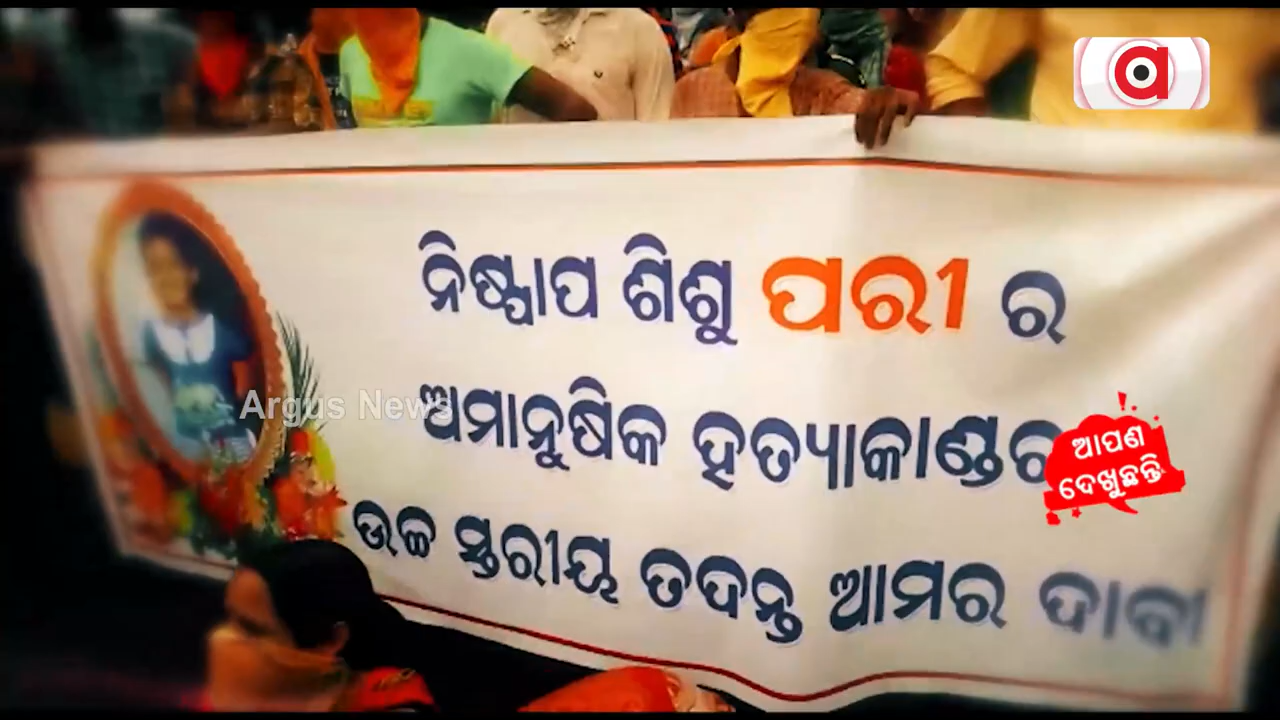 ନିଷ୍ପାପ ଶିଶୁ ପରୀ ର
Argus News
ଅମାନୁଷିକ ହତ୍ୟାକାଣ୍ଡର
ଆପଣ
ଦେଖୁଛନ୍ତି
ଉଚ୍ଚ ସ୍ତରୀୟ ତଦନ୍ତ ଆମର ଦାବୀ